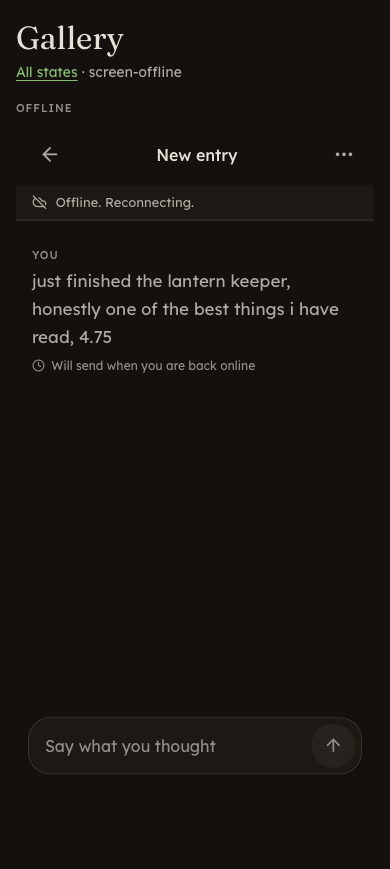 Gallery
All states · screen-offline
OFFLINE
New entry
Offline. Reconnecting.
YOU
just finished the lantern keeper,
honestly one of the best things i have
read, 4.75
Will send when you are back online
Say what you thought